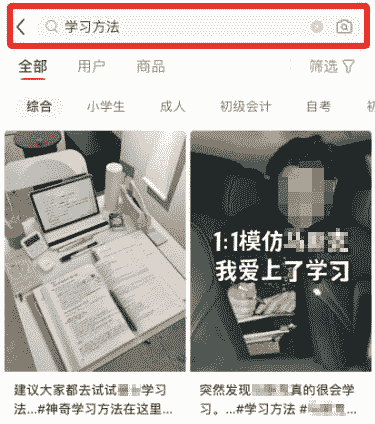 学习方法
全部 用户 商品 筛选
综合 小学生 成人 初级会计 自考 初
1:1模仿
我爱上了学习
建议大家都去试试 学习
法...#神奇学习方法在这里...
突然发现 真的很会学
习。...#学习方法 #